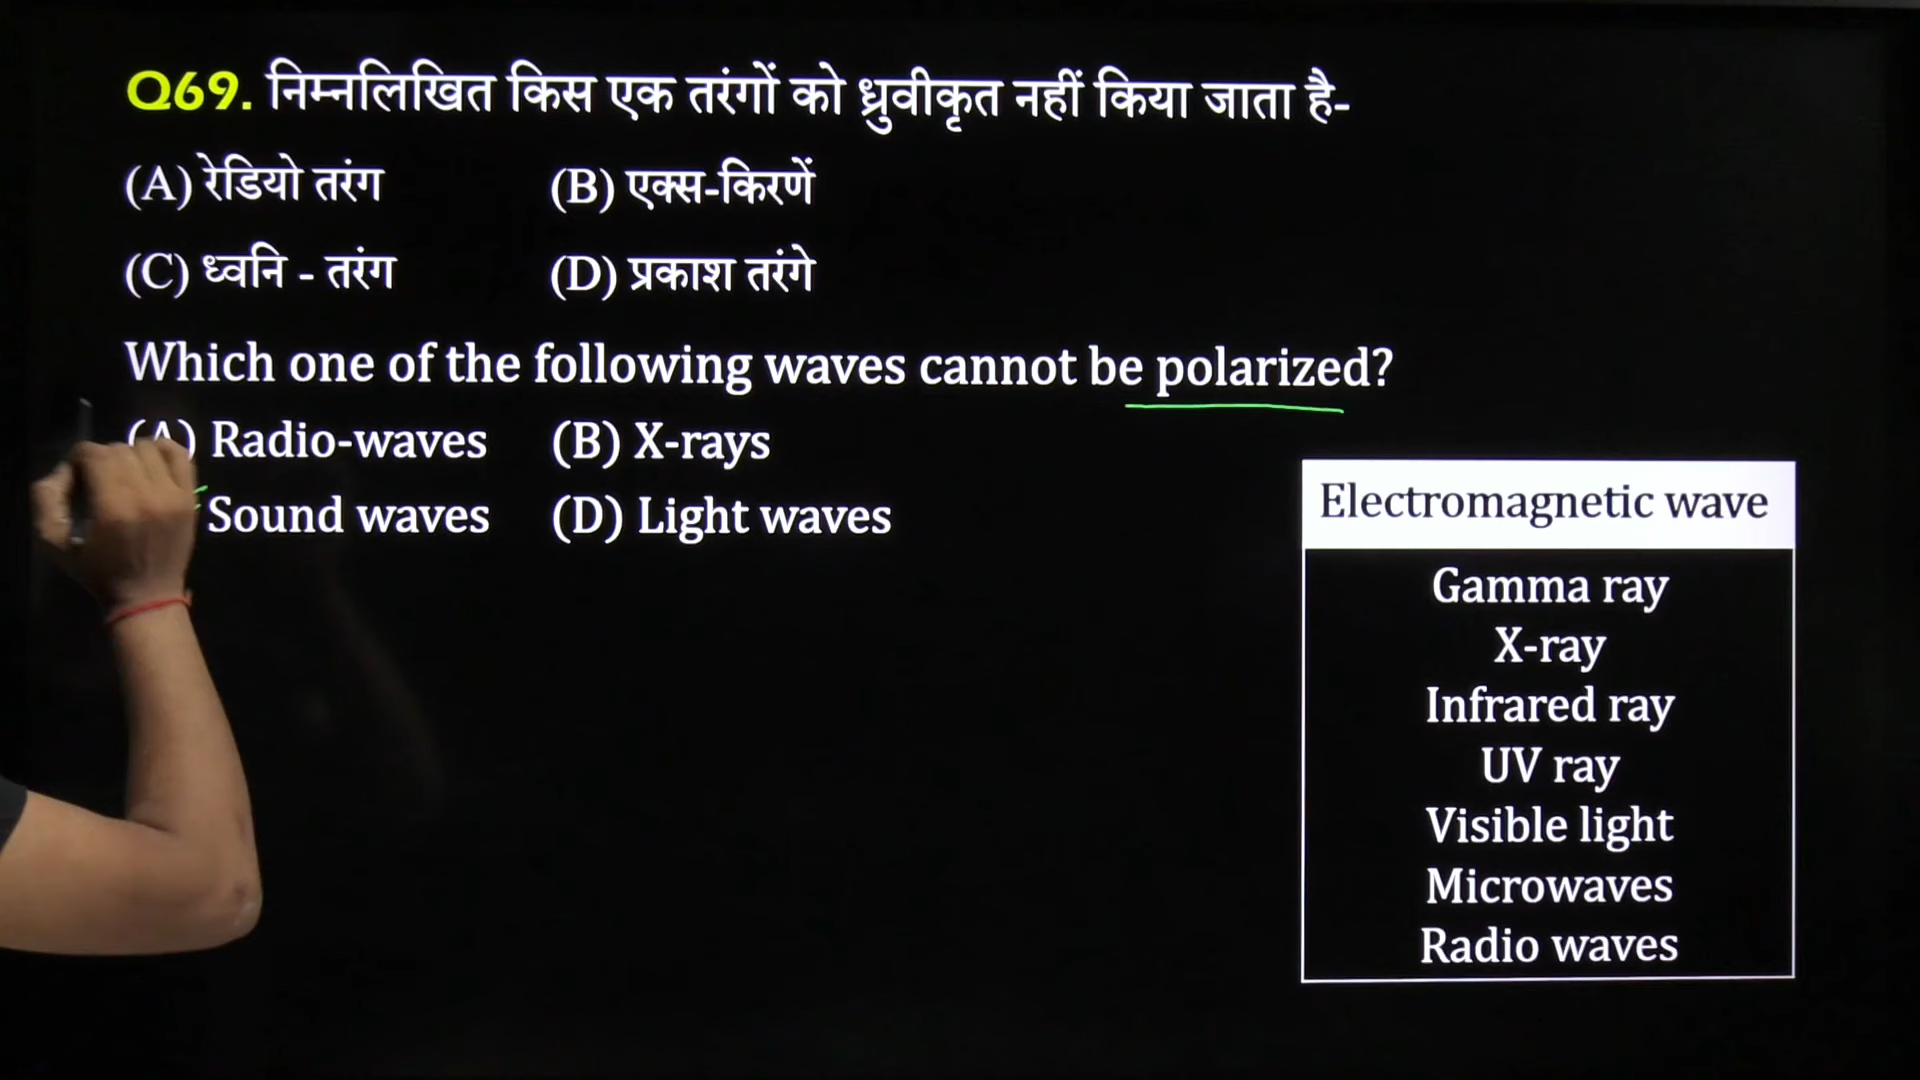 Q69. निम्नलिखित किस एक तरंगों को ध्रुवीकृत नहीं किया जाता है-
(A) रेडियो तरंग (B) एक्स-किरणें
(C) ध्वनि - तरंग (D) प्रकाश तरंगे
Which one of the following waves cannot be polarized?
(A) Radio-waves (B) X-rays
Sound waves (D) Light waves
Electromagnetic wave
Gamma ray
X-ray
Infrared ray
UV ray
Visible light
Microwaves
Radio waves